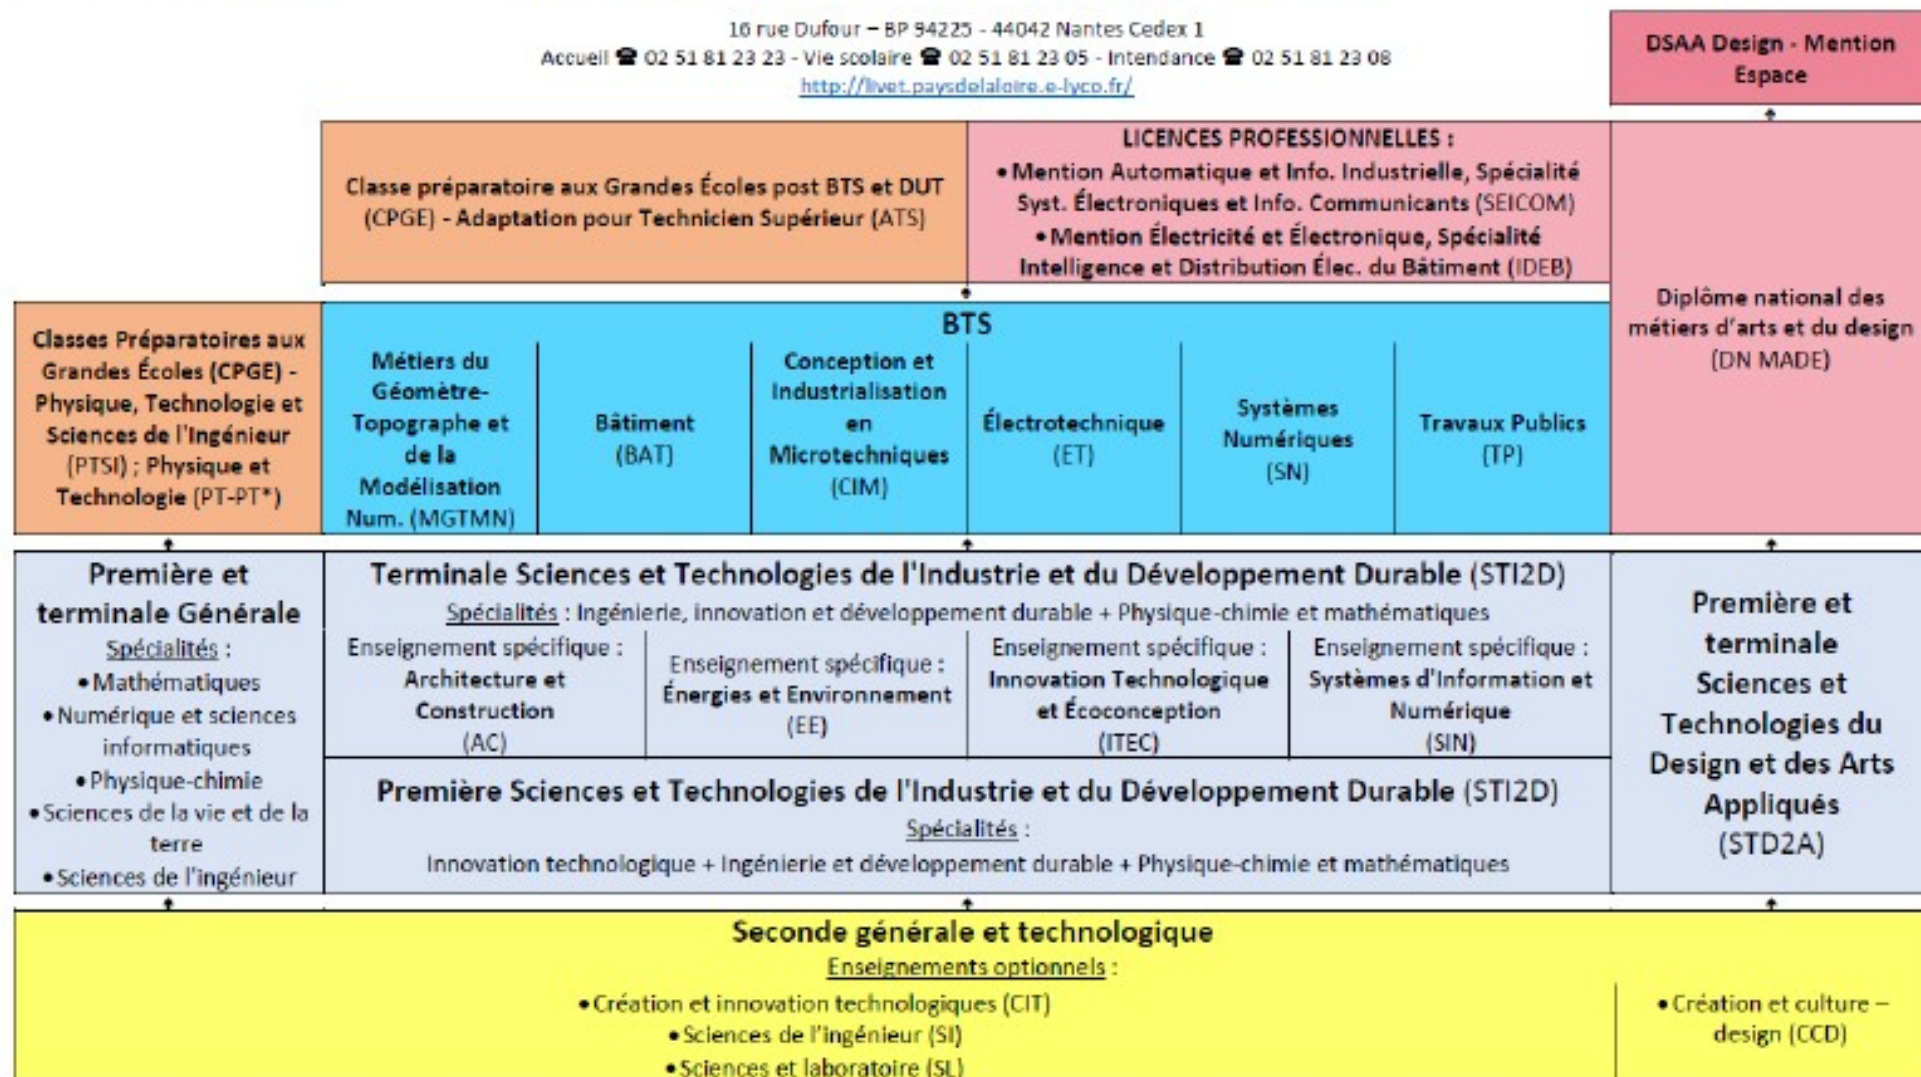 16 rue Dufour – BP 94225 - 44042 Nantes Cedex 1
Accueil ☎ 02 51 81 23 23 - Vie scolaire ☎ 02 51 81 23 05 - Intendance ☎ 02 51 81 23 08
http://livet.paysdelaloire.e-lyco.fr/
DSAA Design - Mention
Espace
Classe préparatoire aux Grandes Écoles post BTS et DUT
(CPGE) - Adaptation pour Technicien Supérieur (ATS)
LICENCES PROFESSIONNELLES :
• Mention Automatique et Info. Industrielle, Spécialité
Syst. Électroniques et Info. Communicants (SEICOM)
• Mention Électricité et Électronique, Spécialité
Intelligence et Distribution Élec. du Bâtiment (IDEB)
Diplôme national des
métiers d'arts et du design
(DN MADE)
Classes Préparatoires aux
Grandes Écoles (CPGE) -
Physique, Technologie et
Sciences de l'Ingénieur
(PTSI) ; Physique et
Technologie (PT-PT*)
BTS
Métiers du
Géomètre-
Topographe et
de la
Modélisation
Num. (MGTMN)
Bâtiment
(BAT)
Conception et
Industrialisation
en
Microtechniques
(CIM)
Électrotechnique
(ET)
Systèmes
Numériques
(SN)
Travaux Publics
(TP)
Première et
terminale Générale
Spécialités :
• Mathématiques
• Numérique et sciences
informatiques
• Physique-chimie
• Sciences de la vie et de la
terre
• Sciences de l'ingénieur
Terminale Sciences et Technologies de l'Industrie et du Développement Durable (STI2D)
Spécialités : Ingénierie, innovation et développement durable + Physique-chimie et mathématiques
Enseignement spécifique :
Architecture et
Construction
(AC)
Enseignement spécifique :
Énergies et Environnement
(EE)
Enseignement spécifique :
Innovation Technologique
et Écoconception
(ITEC)
Enseignement spécifique :
Systèmes d'Information et
Numérique
(SIN)
Première Sciences et Technologies de l'Industrie et du Développement Durable (STI2D)
Spécialités :
Innovation technologique + Ingénierie et développement durable + Physique-chimie et mathématiques
Première et
terminale
Sciences et
Technologies du
Design et des Arts
Appliqués
(STD2A)
Seconde générale et technologique
Enseignements optionnels :
• Création et innovation technologiques (CIT)
• Sciences de l'ingénieur (SI)
• Sciences et laboratoire (SL)
• Création et culture –
design (CCD)